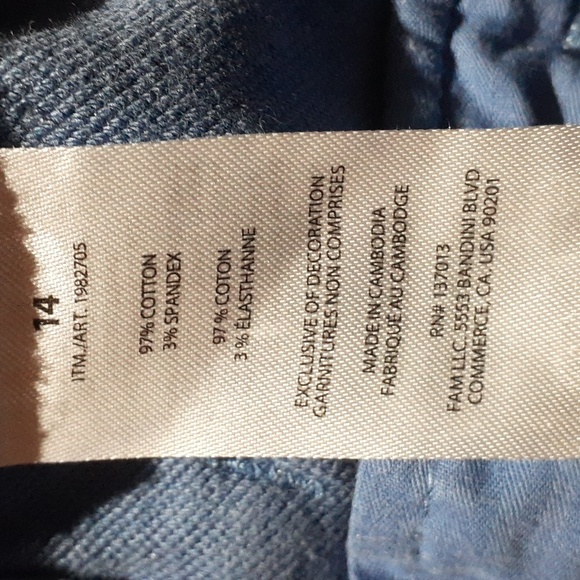 14
ITM./ART. 1982705
97% COTTON
3% SPANDEX
97 % COTON
3 % ÉLASTHANNE
EXCLUSIVE OF DECORATION
GARNITURES NON COMPRISES
MADE IN CAMBODIA
FABRIQUÉ AU CAMBODGE
RN# 137013
FAM LLC. 5553 BANDINI BLVD
COMMERCE, CA. USA 90201